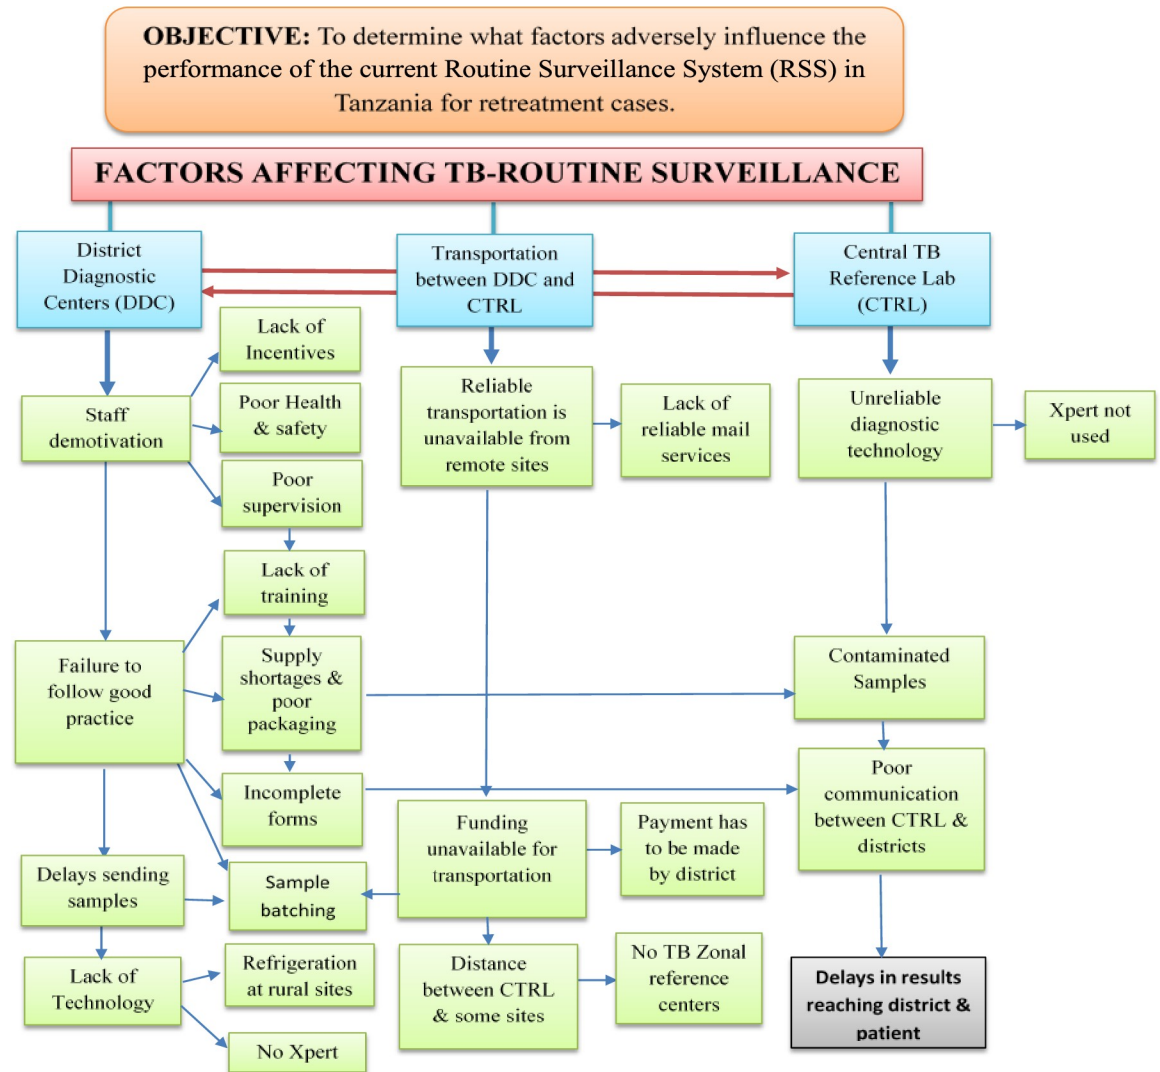 OBJECTIVE: To determine what factors adversely influence the
performance of the current Routine Surveillance System (RSS) in
Tanzania for retreatment cases.
FACTORS AFFECTING TB-ROUTINE SURVEILLANCE
District
Diagnostic
Centers (DDC)
Transportation
between DDC and
CTRL
Central TB
Reference Lab
(CTRL)
Lack of
Incentives
Staff
demotivation
Poor Health
& safety
Poor
supervision
Reliable
transportation is
unavailable from
remote sites
Lack of
reliable mail
services
Unreliable
diagnostic
technology
Xpert not
used
Lack of
training
Failure to
follow good
practice
Supply
shortages &
poor
packaging
Contaminated
Samples
Incomplete
forms
Poor
communication
between CTRL &
districts
Funding
unavailable for
transportation
Payment has
to be made
by district
Delays sending
samples
Sample
batching
Lack of
Technology
Refrigeration
at rural sites
No Xpert
Distance
between CTRL
& some sites
No TB Zonal
reference
centers
Delays in results
reaching district &
patient